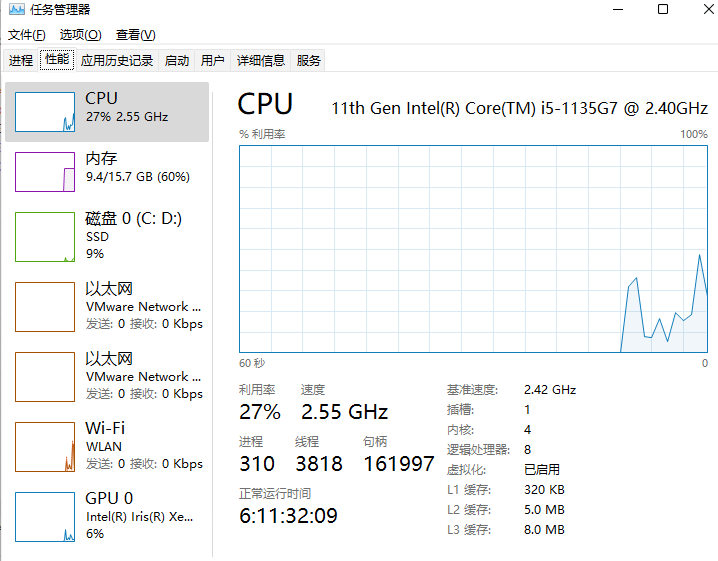 任务管理器
文件(F) 选项(O) 查看(V)
进程 性能 应用历史记录 启动 用户 详细信息 服务
CPU
27% 2.55 GHz
内存
9.4/15.7 GB (60%)
磁盘 0 (C: D:)
SSD
9%
以太网
VMware Network ...
发送: 0 接收: 0 Kbps
以太网
VMware Network ...
发送: 0 接收: 0 Kbps
Wi-Fi
WLAN
发送: 0 接收: 0 Kbps
GPU 0
Intel(R) Iris(R) Xe...
6%
CPU 11th Gen Intel(R) Core(TM) i5-1135G7 @ 2.40GHz
% 利用率 100%
60 秒 0
利用率 速度
27% 2.55 GHz
进程 线程 句柄
310 3818 161997
正常运行时间
6:11:32:09
基准速度: 2.42 GHz
插槽: 1
内核: 4
逻辑处理器: 8
虚拟化: 已启用
L1 缓存: 320 KB
L2 缓存: 5.0 MB
L3 缓存: 8.0 MB